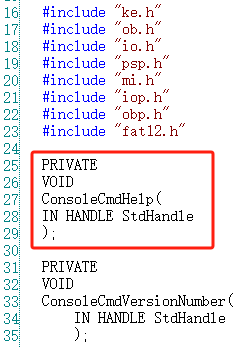 16 #include "ke.h"
17 #include "ob.h"
18 #include "io.h"
19 #include "psp.h"
20 #include "mi.h"
21 #include "iop.h"
22 #include "obp.h"
23 #include "fat12.h"
24
25 PRIVATE
26 VOID
27 ConsoleCmdHelp(
28 IN HANDLE StdHandle
29 );
30
31 PRIVATE
32 VOID
33 ConsoleCmdVersionNumber(
34     IN HANDLE StdHandle
35     );